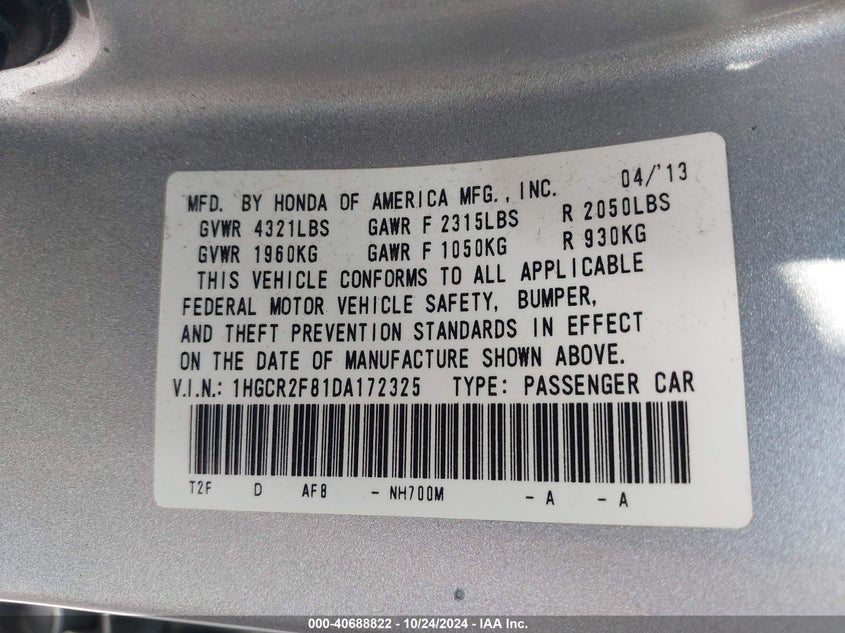 MFD. BY HONDA OF AMERICA MFG., INC. 04/'13
GVWR 4321LBS GAWR F 2315LBS R 2050LBS
GVWR 1960KG GAWR F 1050KG R 930KG
THIS VEHICLE CONFORMS TO ALL APPLICABLE
FEDERAL MOTOR VEHICLE SAFETY, BUMPER,
AND THEFT PREVENTION STANDARDS IN EFFECT
ON THE DATE OF MANUFACTURE SHOWN ABOVE.
V.I.N.: 1HGCR2F81DA172325 TYPE: PASSENGER CAR
T2F D AF8 - NH700M - A - A
000-40688822 - 10/24/2024 - IAA Inc.